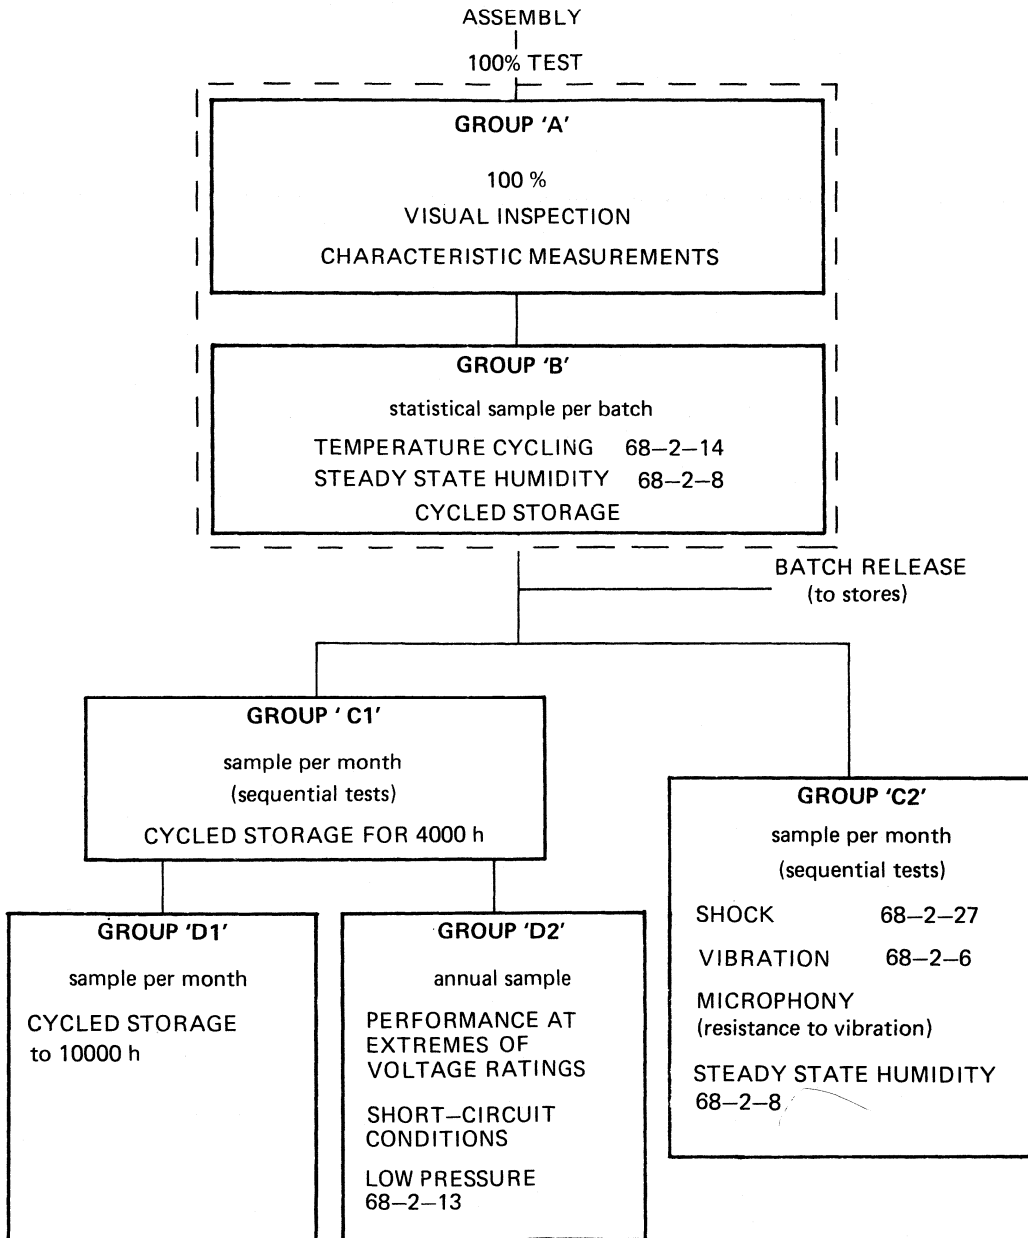 ASSEMBLY
100% TEST
GROUP 'A'
100 %
VISUAL INSPECTION
CHARACTERISTIC MEASUREMENTS
GROUP 'B'
statistical sample per batch
TEMPERATURE CYCLING 68–2–14
STEADY STATE HUMIDITY 68–2–8
CYCLED STORAGE
BATCH RELEASE
(to stores)
GROUP ' C1'
sample per month
(sequential tests)
CYCLED STORAGE FOR 4000 h
GROUP 'C2'
sample per month
(sequential tests)
SHOCK 68–2–27
VIBRATION 68–2–6
MICROPHONY
(resistance to vibration)
STEADY STATE HUMIDITY
68–2–8
GROUP 'D1'
sample per month
CYCLED STORAGE
to 10000 h
GROUP 'D2'
annual sample
PERFORMANCE AT
EXTREMES OF
VOLTAGE RATINGS
SHORT–CIRCUIT
CONDITIONS
LOW PRESSURE
68–2–13